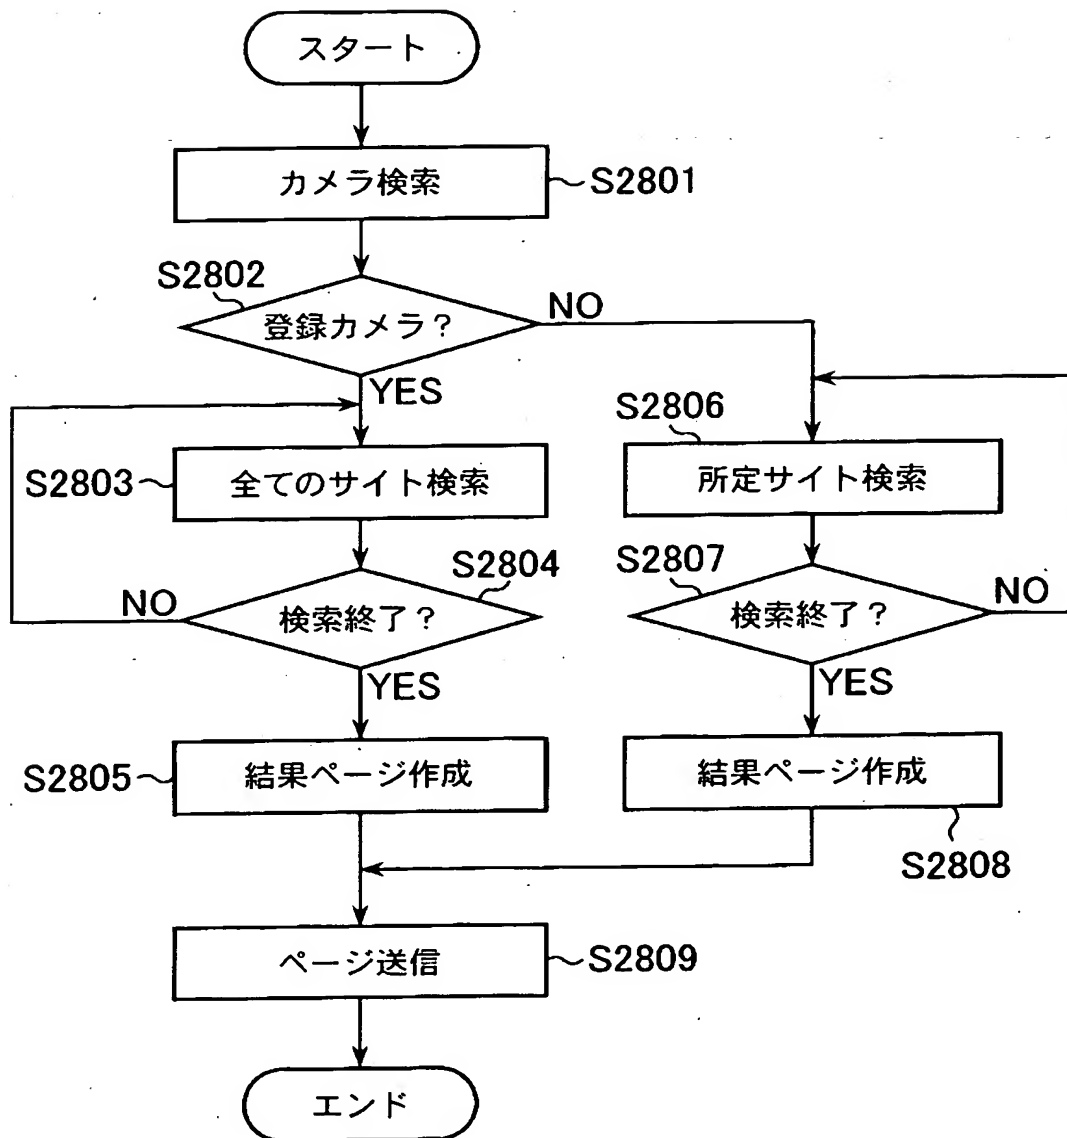 スタート
カメラ検索
S2801
S2802
登録カメラ？
NO
YES
S2803
全てのサイト検索
S2806
所定サイト検索
S2804
検索終了？
NO
YES
S2807
検索終了？
NO
YES
S2805
結果ページ作成
結果ページ作成
S2808
ページ送信
S2809
エンド